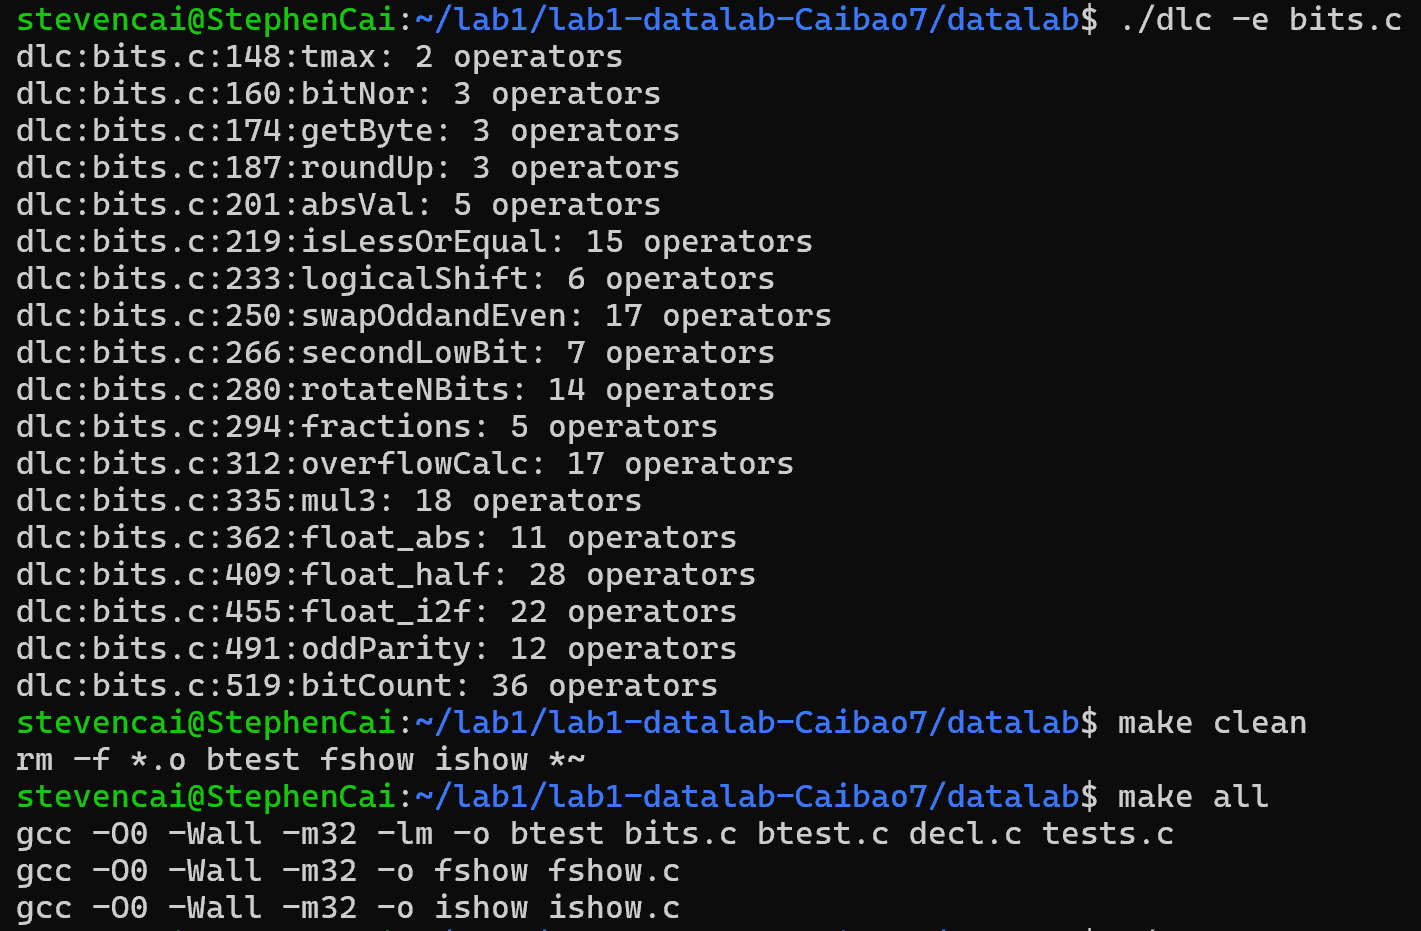 stevencai@StephenCai:~/lab1/lab1-datalab-Caibao7/datalab$ ./dlc -e bits.c
dlc:bits.c:148:tmax: 2 operators
dlc:bits.c:160:bitNor: 3 operators
dlc:bits.c:174:getByte: 3 operators
dlc:bits.c:187:roundUp: 3 operators
dlc:bits.c:201:absVal: 5 operators
dlc:bits.c:219:isLessOrEqual: 15 operators
dlc:bits.c:233:logicalShift: 6 operators
dlc:bits.c:250:swapOddandEven: 17 operators
dlc:bits.c:266:secondLowBit: 7 operators
dlc:bits.c:280:rotateNBits: 14 operators
dlc:bits.c:294:fractions: 5 operators
dlc:bits.c:312:overflowCalc: 17 operators
dlc:bits.c:335:mul3: 18 operators
dlc:bits.c:362:float_abs: 11 operators
dlc:bits.c:409:float_half: 28 operators
dlc:bits.c:455:float_i2f: 22 operators
dlc:bits.c:491:oddParity: 12 operators
dlc:bits.c:519:bitCount: 36 operators
stevencai@StephenCai:~/lab1/lab1-datalab-Caibao7/datalab$ make clean
rm -f *.o btest fshow ishow *~
stevencai@StephenCai:~/lab1/lab1-datalab-Caibao7/datalab$ make all
gcc -O0 -Wall -m32 -lm -o btest bits.c btest.c decl.c tests.c
gcc -O0 -Wall -m32 -o fshow fshow.c
gcc -O0 -Wall -m32 -o ishow ishow.c